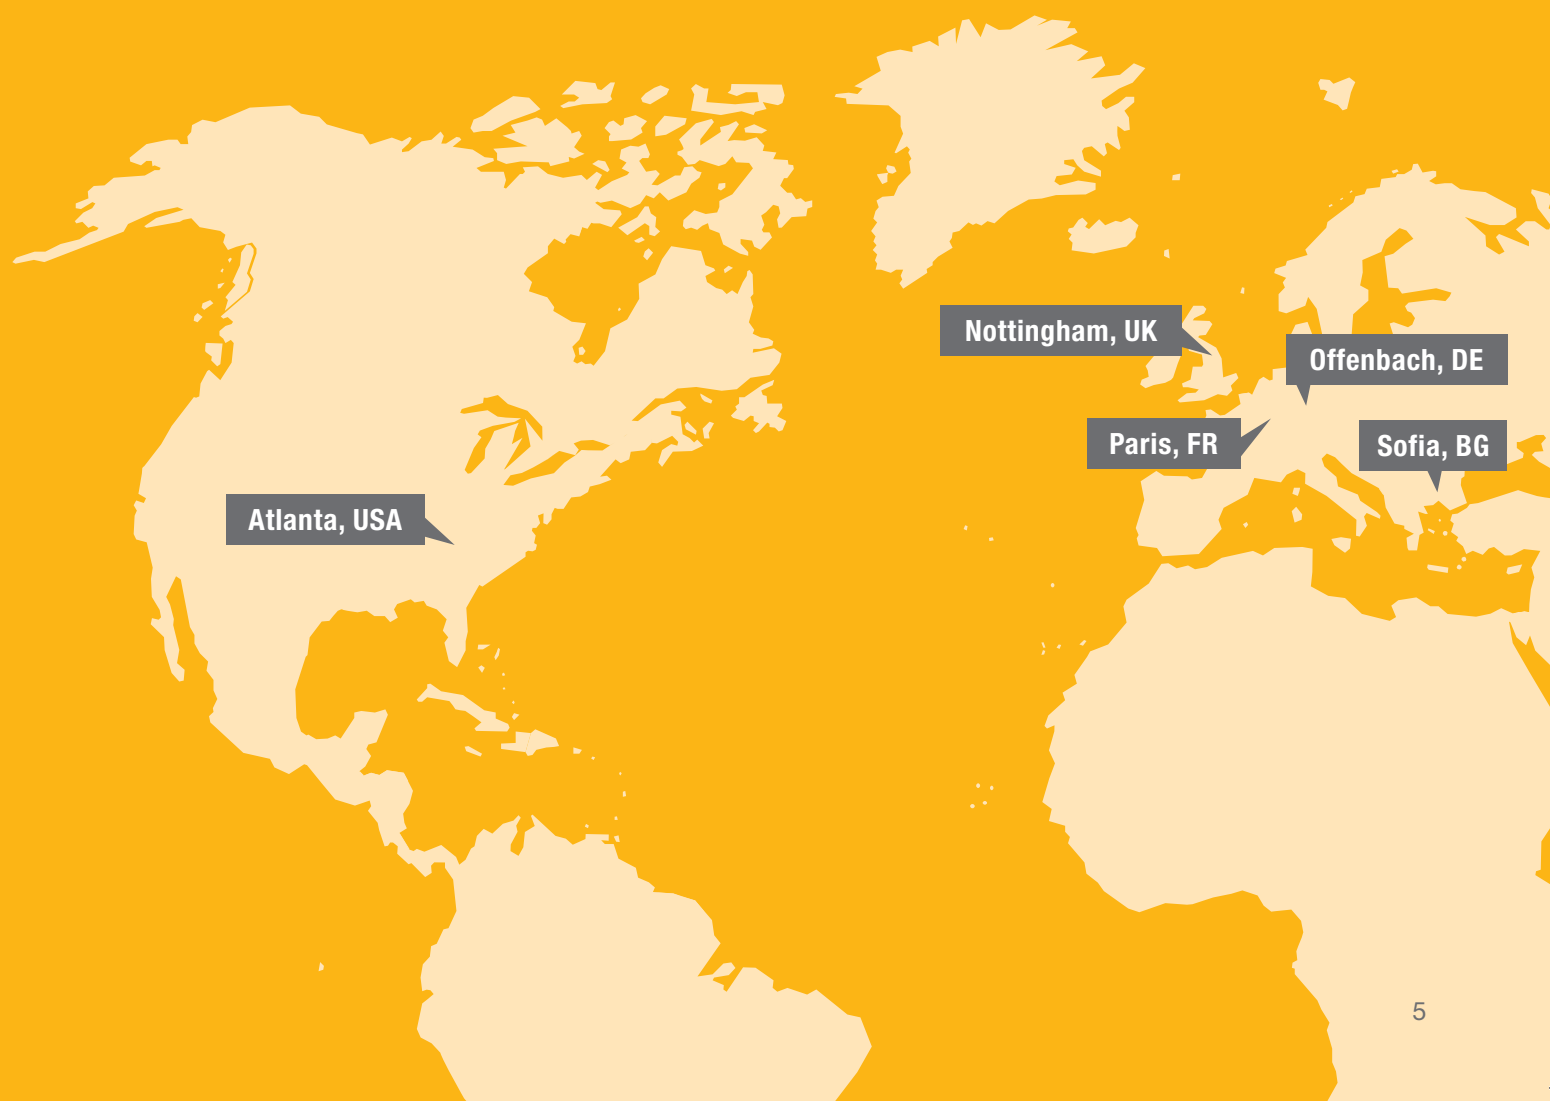 Nottingham, UK
Offenbach, DE
Paris, FR
Sofia, BG
Atlanta, USA
5